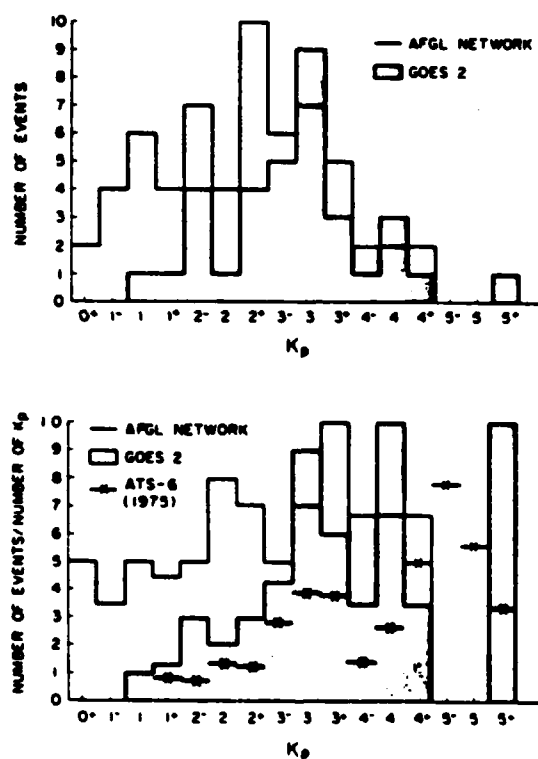 10
9
8
7
6
5
4
3
2
1
0
NUMBER OF EVENTS
— AFGL NETWORK
GOES 2
0+ 1- 1 1+ 2- 2 2+ 3- 3 3+ 4- 4 4+ 5- 5 5+
Kp
10
9
8
7
6
5
4
3
2
1
0
NUMBER OF EVENTS/NUMBER OF Kp
— AFGL NETWORK
GOES 2
ATS-6
(1975)
0+ 1- 1 1+ 2- 2 2+ 3- 3 3+ 4- 4 4+ 5- 5 5+
Kp